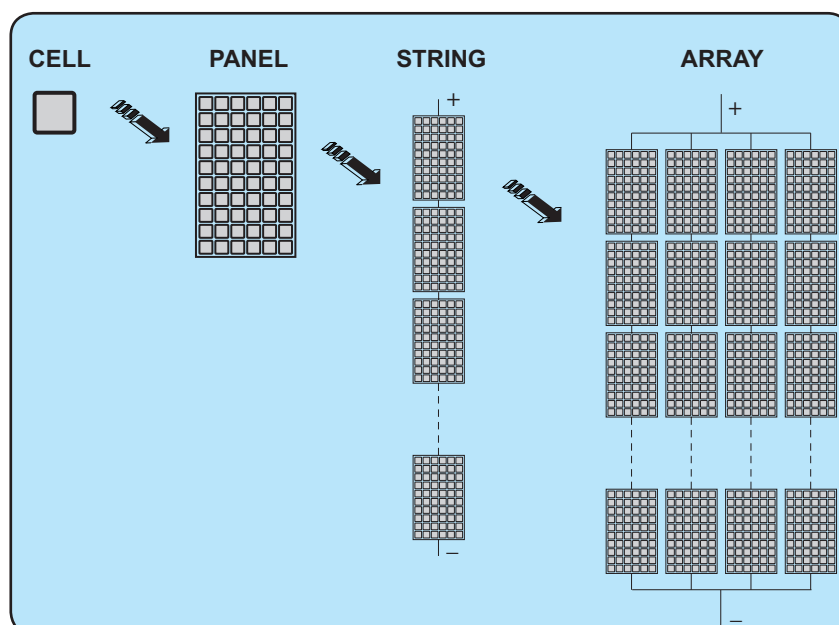 CELL PANEL STRING ARRAY
+ +
−
−